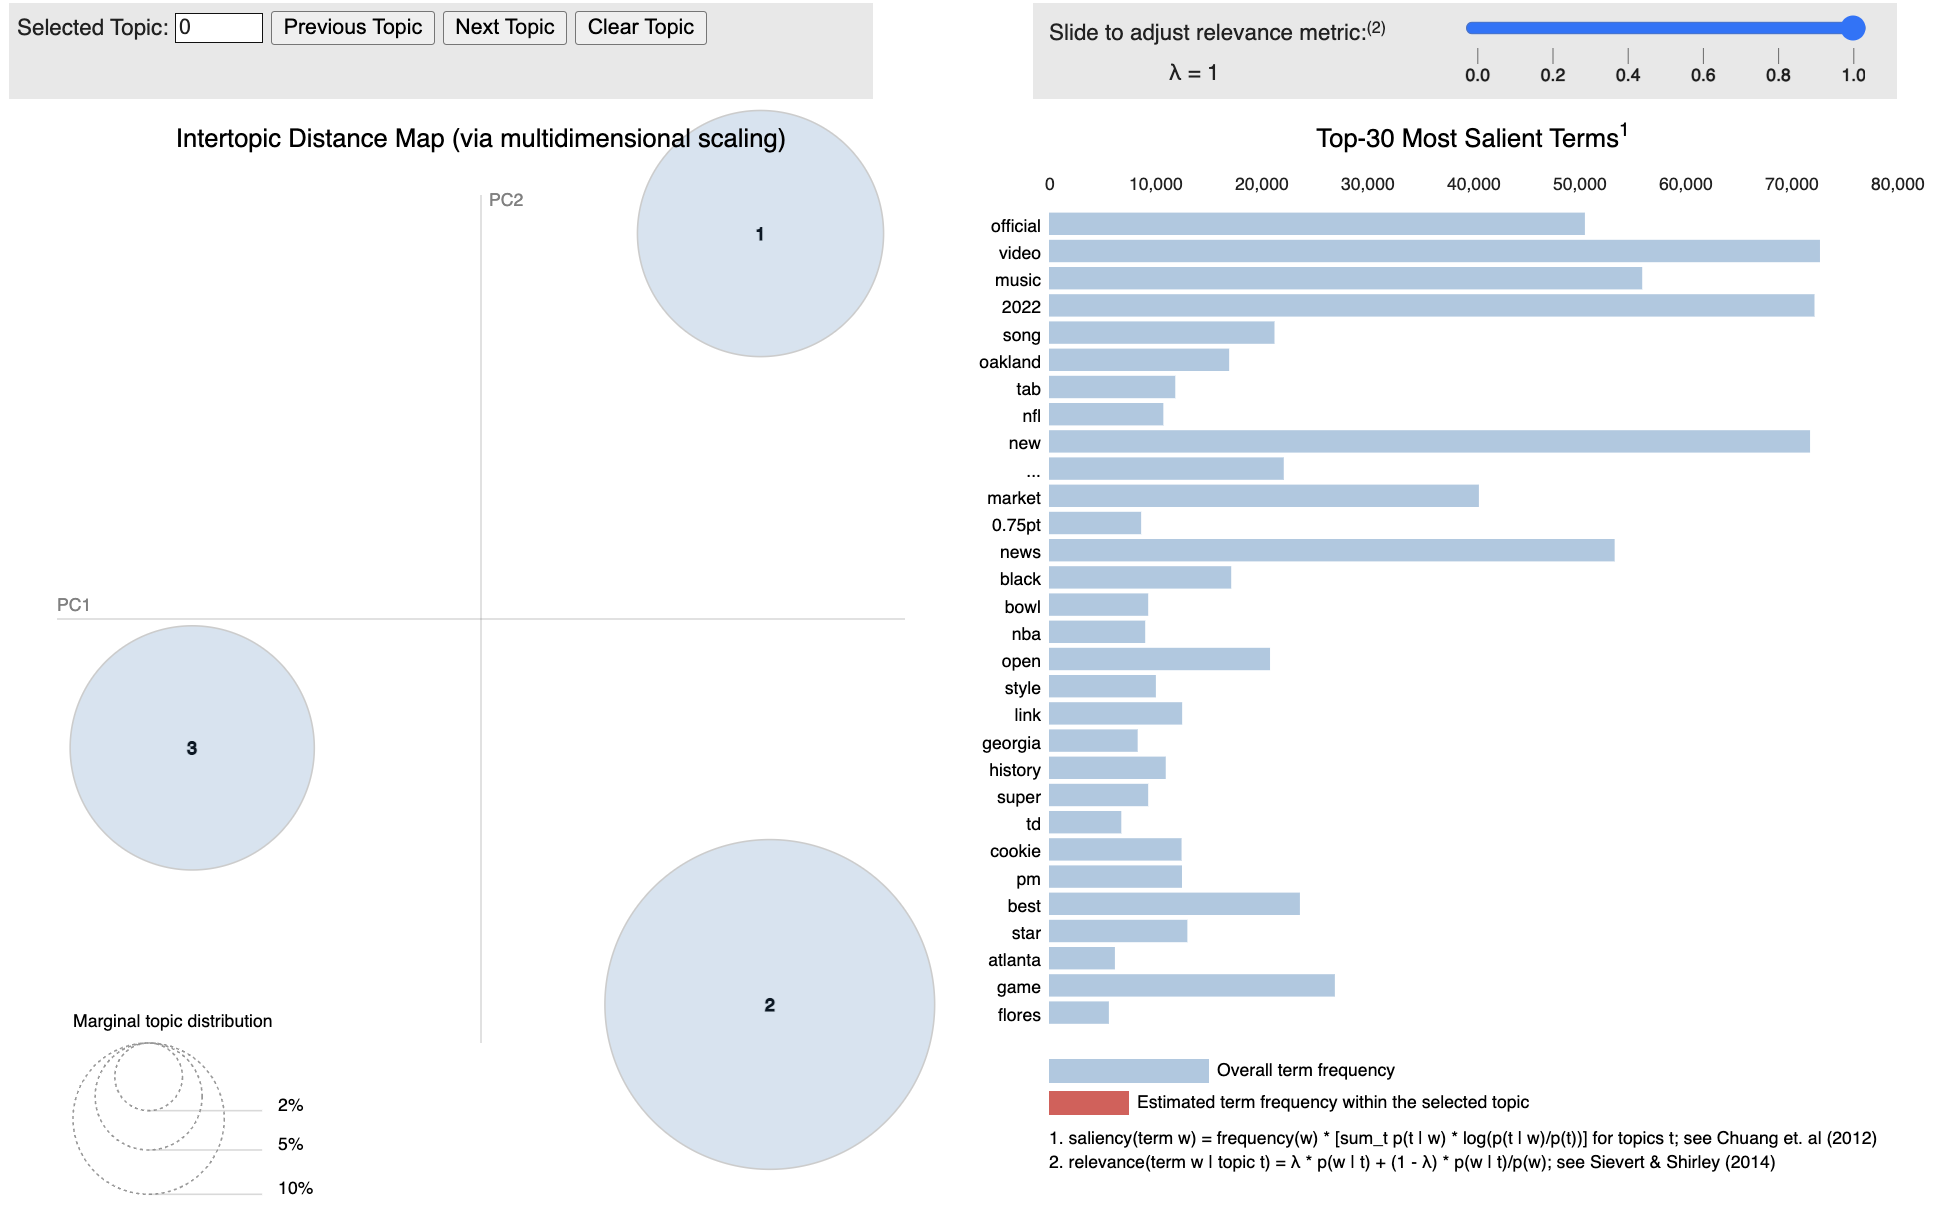 Selected Topic: 0 Previous Topic Next Topic Clear Topic
Slide to adjust relevance metric:(2)
λ = 1
0.0 0.2 0.4 0.6 0.8 1.0
Intertopic Distance Map (via multidimensional scaling)
PC2
PC1
1
3
2
Marginal topic distribution
2%
5%
10%
Top-30 Most Salient Terms1
0 10,000 20,000 30,000 40,000 50,000 60,000 70,000 80,000
official
video
music
2022
song
oakland
tab
nfl
new
...
market
0.75pt
news
black
bowl
nba
open
style
link
georgia
history
super
td
cookie
pm
best
star
atlanta
game
flores
Overall term frequency
Estimated term frequency within the selected topic
1. saliency(term w) = frequency(w) * [sum_t p(t | w) * log(p(t | w)/p(t))] for topics t; see Chuang et. al (2012)
2. relevance(term w | topic t) = λ * p(w | t) + (1 - λ) * p(w | t)/p(w); see Sievert & Shirley (2014)